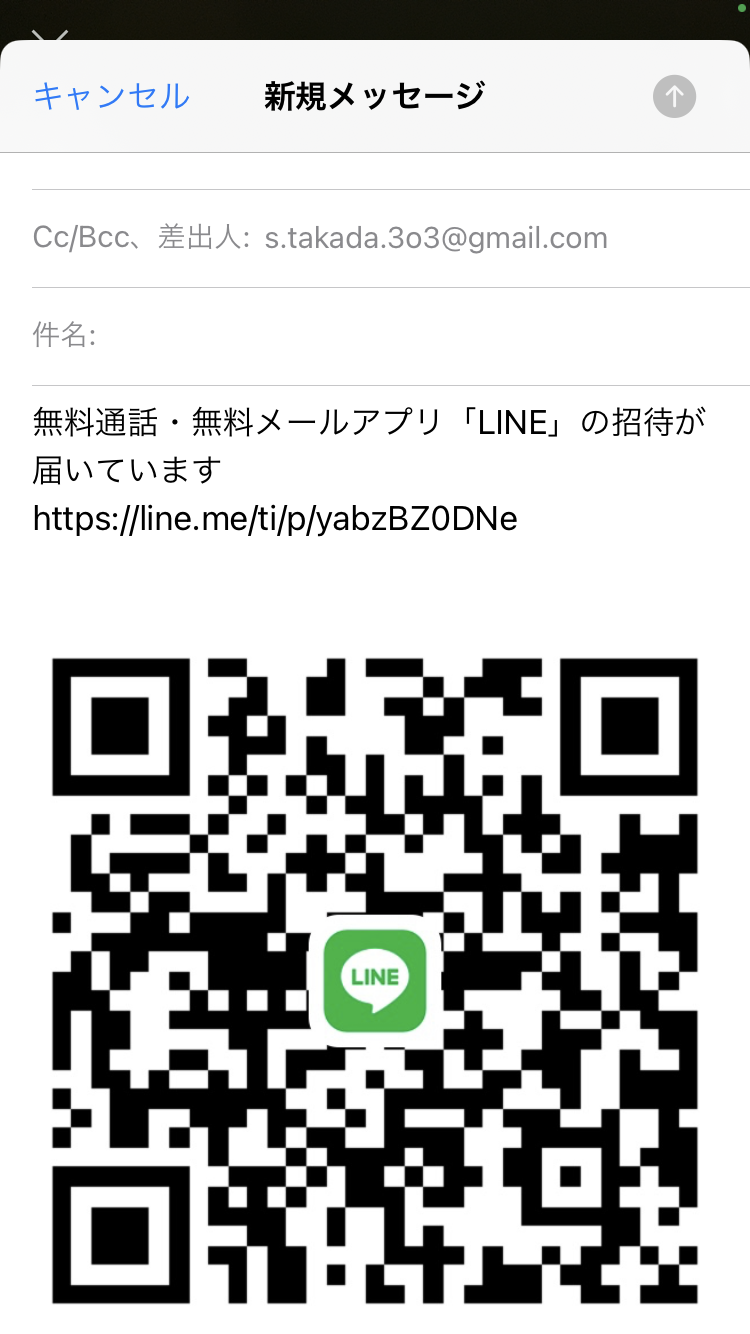 キャンセル 新規メッセージ
Cc/Bcc、差出人: s.takada.3o3@gmail.com
件名:
無料通話・無料メールアプリ「LINE」の招待が
届いています
https://line.me/ti/p/yabzBZ0DNe
LINE